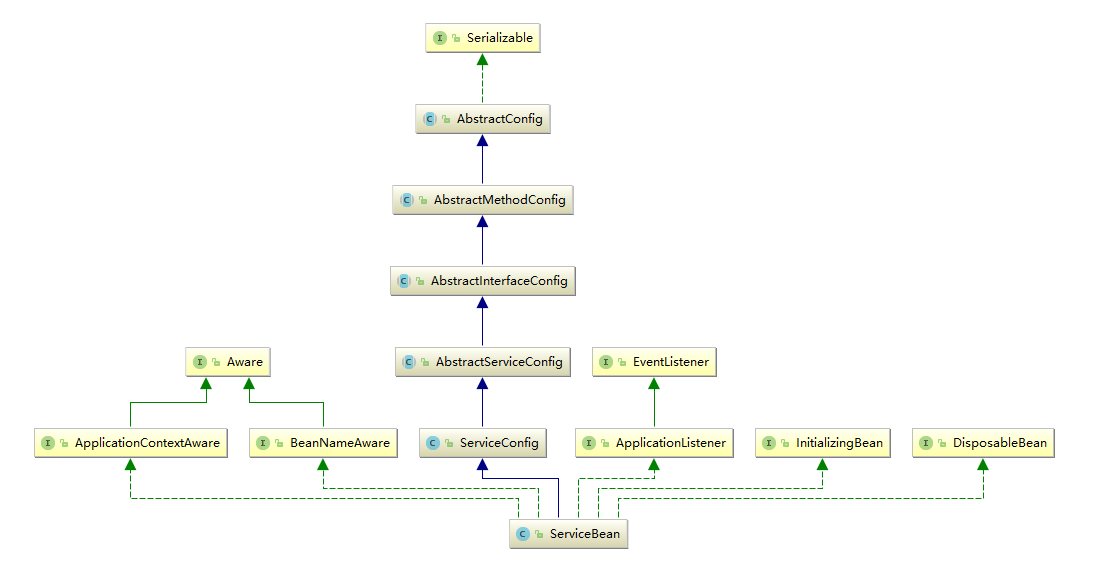 I Serializable
C AbstractConfig
C AbstractMethodConfig
C AbstractInterfaceConfig
I Aware
C AbstractServiceConfig
I EventListener
I ApplicationContextAware
I BeanNameAware
C ServiceConfig
I ApplicationListener
I InitializingBean
I DisposableBean
C ServiceBean